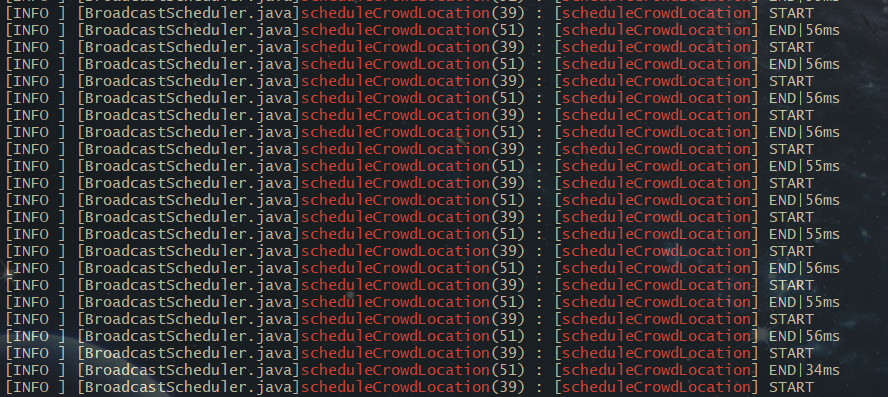 [INFO ] [BroadcastScheduler.java]scheduleCrowdLocation(39) : [scheduleCrowdLocation] START
[INFO ] [BroadcastScheduler.java]scheduleCrowdLocation(51) : [scheduleCrowdLocation] END|56ms
[INFO ] [BroadcastScheduler.java]scheduleCrowdLocation(39) : [scheduleCrowdLocation] START
[INFO ] [BroadcastScheduler.java]scheduleCrowdLocation(51) : [scheduleCrowdLocation] END|56ms
[INFO ] [BroadcastScheduler.java]scheduleCrowdLocation(39) : [scheduleCrowdLocation] START
[INFO ] [BroadcastScheduler.java]scheduleCrowdLocation(51) : [scheduleCrowdLocation] END|56ms
[INFO ] [BroadcastScheduler.java]scheduleCrowdLocation(39) : [scheduleCrowdLocation] START
[INFO ] [BroadcastScheduler.java]scheduleCrowdLocation(51) : [scheduleCrowdLocation] END|56ms
[INFO ] [BroadcastScheduler.java]scheduleCrowdLocation(39) : [scheduleCrowdLocation] START
[INFO ] [BroadcastScheduler.java]scheduleCrowdLocation(51) : [scheduleCrowdLocation] END|55ms
[INFO ] [BroadcastScheduler.java]scheduleCrowdLocation(39) : [scheduleCrowdLocation] START
[INFO ] [BroadcastScheduler.java]scheduleCrowdLocation(51) : [scheduleCrowdLocation] END|56ms
[INFO ] [BroadcastScheduler.java]scheduleCrowdLocation(39) : [scheduleCrowdLocation] START
[INFO ] [BroadcastScheduler.java]scheduleCrowdLocation(51) : [scheduleCrowdLocation] END|55ms
[INFO ] [BroadcastScheduler.java]scheduleCrowdLocation(39) : [scheduleCrowdLocation] START
[INFO ] [BroadcastScheduler.java]scheduleCrowdLocation(51) : [scheduleCrowdLocation] END|56ms
[INFO ] [BroadcastScheduler.java]scheduleCrowdLocation(39) : [scheduleCrowdLocation] START
[INFO ] [BroadcastScheduler.java]scheduleCrowdLocation(51) : [scheduleCrowdLocation] END|55ms
[INFO ] [BroadcastScheduler.java]scheduleCrowdLocation(39) : [scheduleCrowdLocation] START
[INFO ] [BroadcastScheduler.java]scheduleCrowdLocation(51) : [scheduleCrowdLocation] END|56ms
[INFO ] [BroadcastScheduler.java]scheduleCrowdLocation(39) : [scheduleCrowdLocation] START
[INFO ] [BroadcastScheduler.java]scheduleCrowdLocation(51) : [scheduleCrowdLocation] END|34ms
[INFO ] [BroadcastScheduler.java]scheduleCrowdLocation(39) : [scheduleCrowdLocation] START